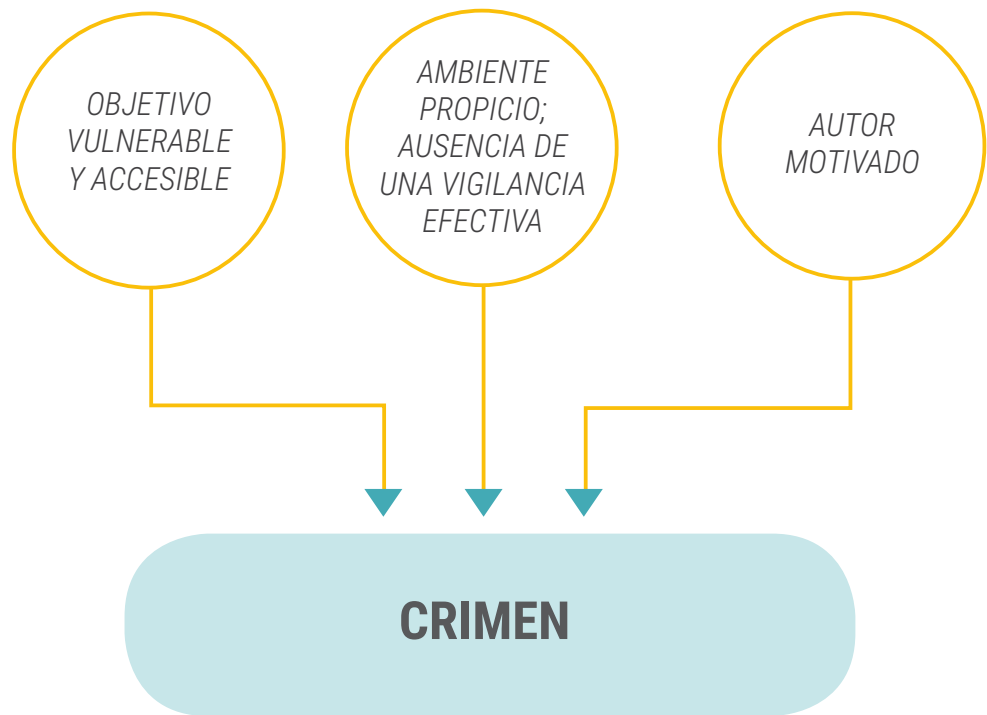 OBJETIVO
VULNERABLE
Y ACCESIBLE
AMBIENTE
PROPICIO;
AUSENCIA DE
UNA VIGILANCIA
EFECTIVA
AUTOR
MOTIVADO
CRIMEN